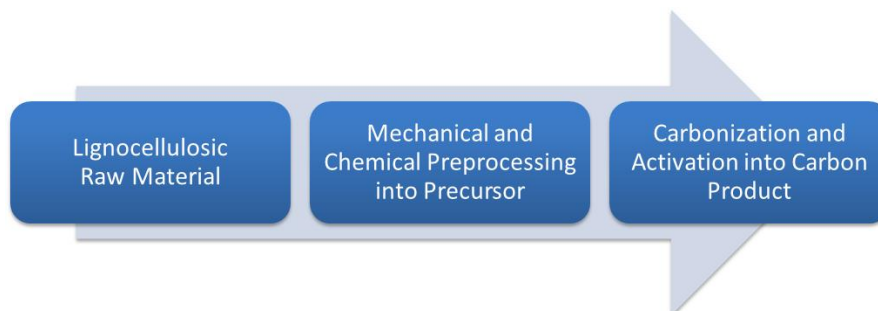 Lignocellulosic
Raw Material
Mechanical and
Chemical Preprocessing
into Precursor
Carbonization and
Activation into Carbon
Product